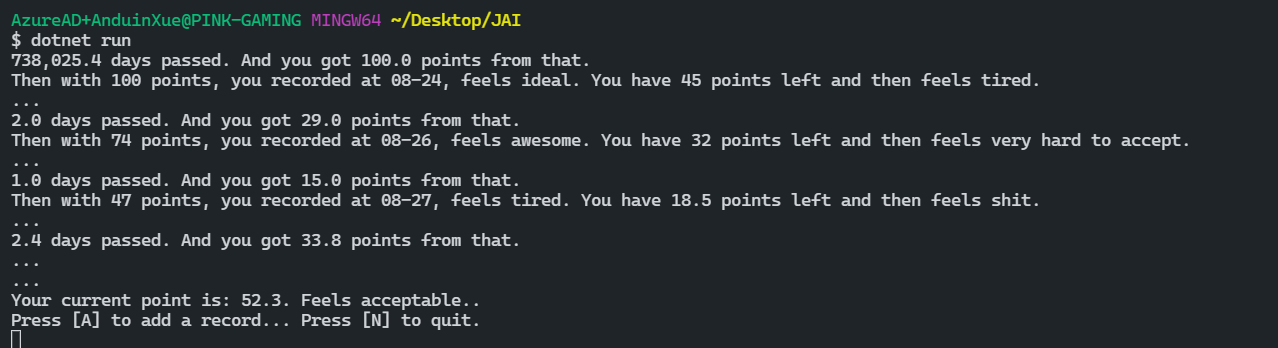 AzureAD+AnduinXue@PINK-GAMING MINGW64 ~/Desktop/JAI
$ dotnet run
738,025.4 days passed. And you got 100.0 points from that.
Then with 100 points, you recorded at 08-24, feels ideal. You have 45 points left and then feels tired.
...
2.0 days passed. And you got 29.0 points from that.
Then with 74 points, you recorded at 08-26, feels awesome. You have 32 points left and then feels very hard to accept.
...
1.0 days passed. And you got 15.0 points from that.
Then with 47 points, you recorded at 08-27, feels tired. You have 18.5 points left and then feels shit.
...
2.4 days passed. And you got 33.8 points from that.
...
...
Your current point is: 52.3. Feels acceptable..
Press [A] to add a record... Press [N] to quit.